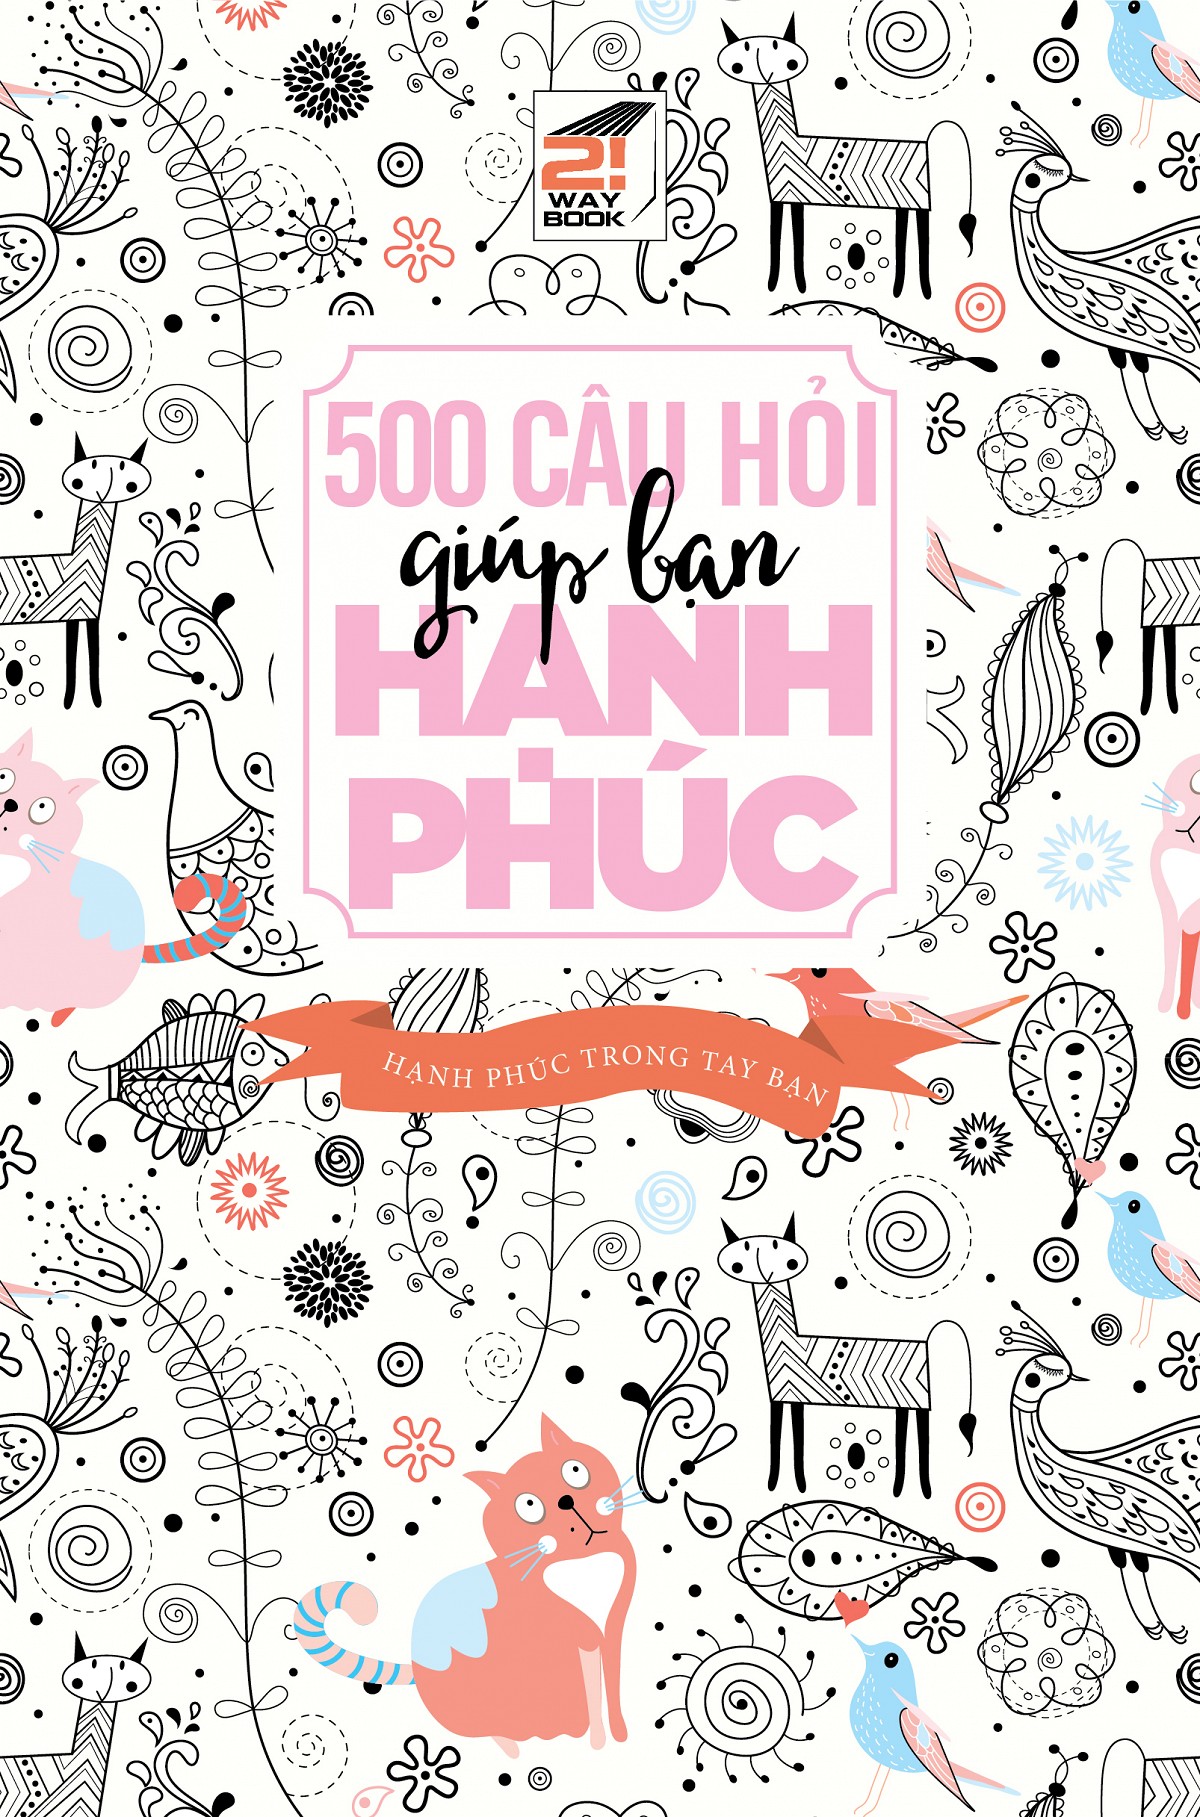 2!
WAY
BOOK
500 CÂU HỎI
giúp bạn
HẠNH
PHÚC
HẠNH PHÚC TRONG TAY BẠN